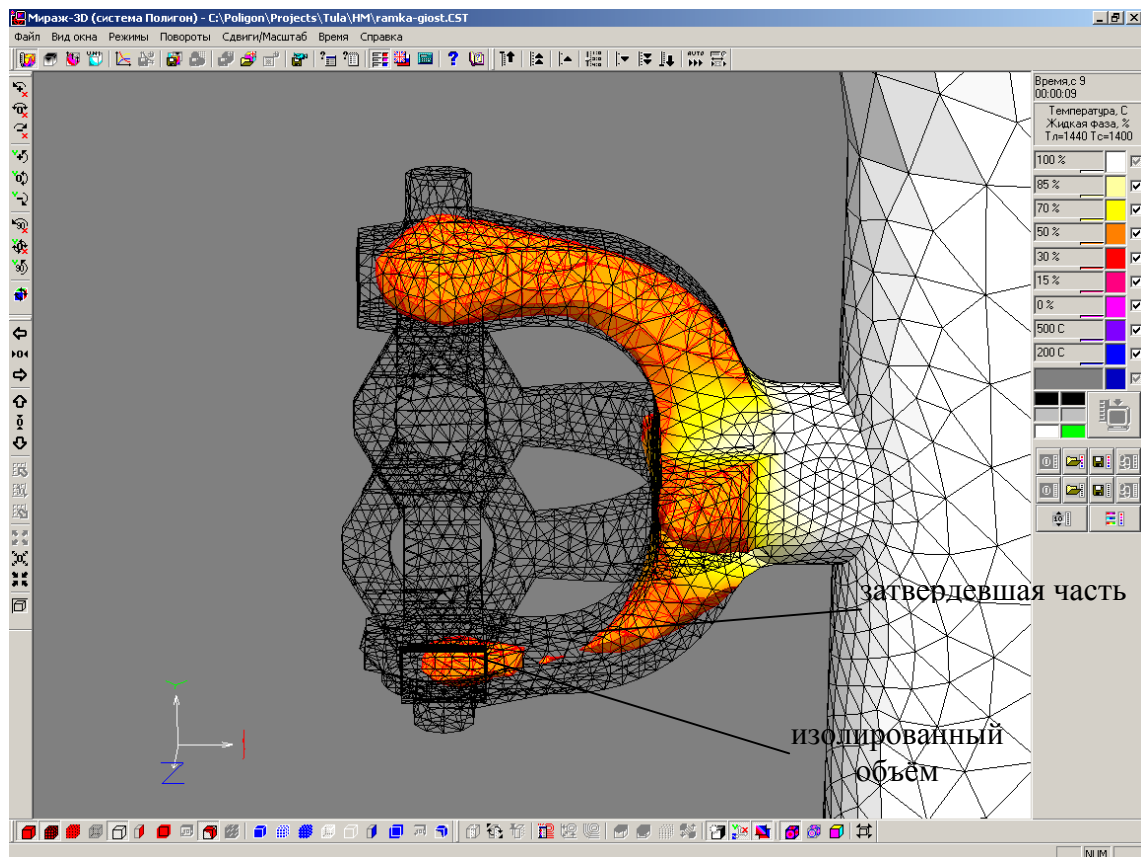 Мираж-3D (система Полигон) - C:\Poligon\Projects\Tula\HM\ramka-giost.CST
Файл Вид окна Режимы Повороты Сдвиги/Масштаб Время Справка
Время,с 9
00:00:09
Температура, С
Жидкая фаза, %
Тл=1440 Тс=1400
100 %
85 %
70 %
50 %
30 %
15 %
0 %
500 C
200 C
затвердевшая часть
изолированный
объём
NUM